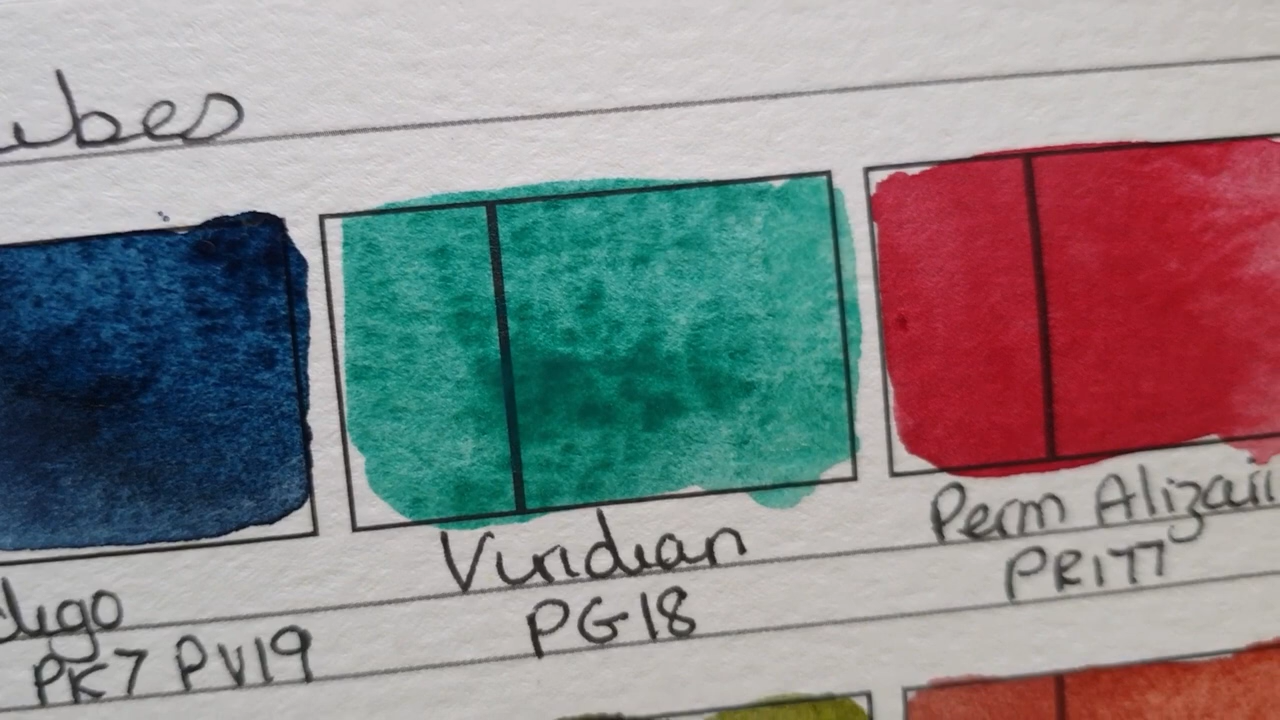 ubes
digo
PK7 PV19
Viridian
PG18
Perm Alizari
PR177